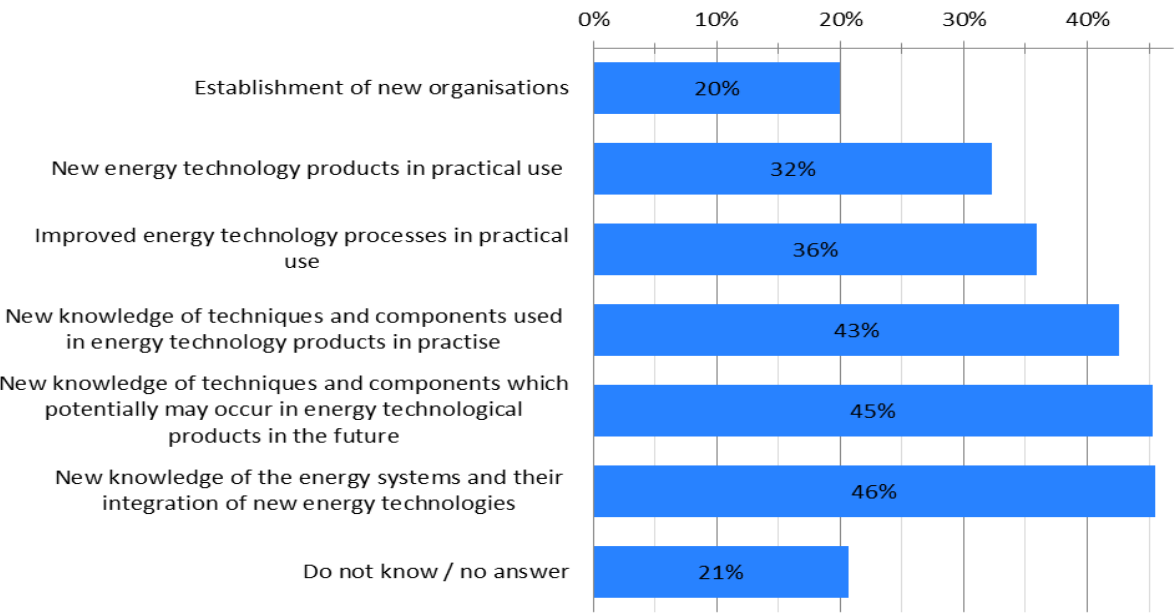 0% 10% 20% 30% 40%
Establishment of new organisations
20%
New energy technology products in practical use
32%
Improved energy technology processes in practical
use
36%
New knowledge of techniques and components used
in energy technology products in practise
43%
New knowledge of techniques and components which
potentially may occur in energy technological
products in the future
45%
New knowledge of the energy systems and their
integration of new energy technologies
46%
Do not know / no answer
21%